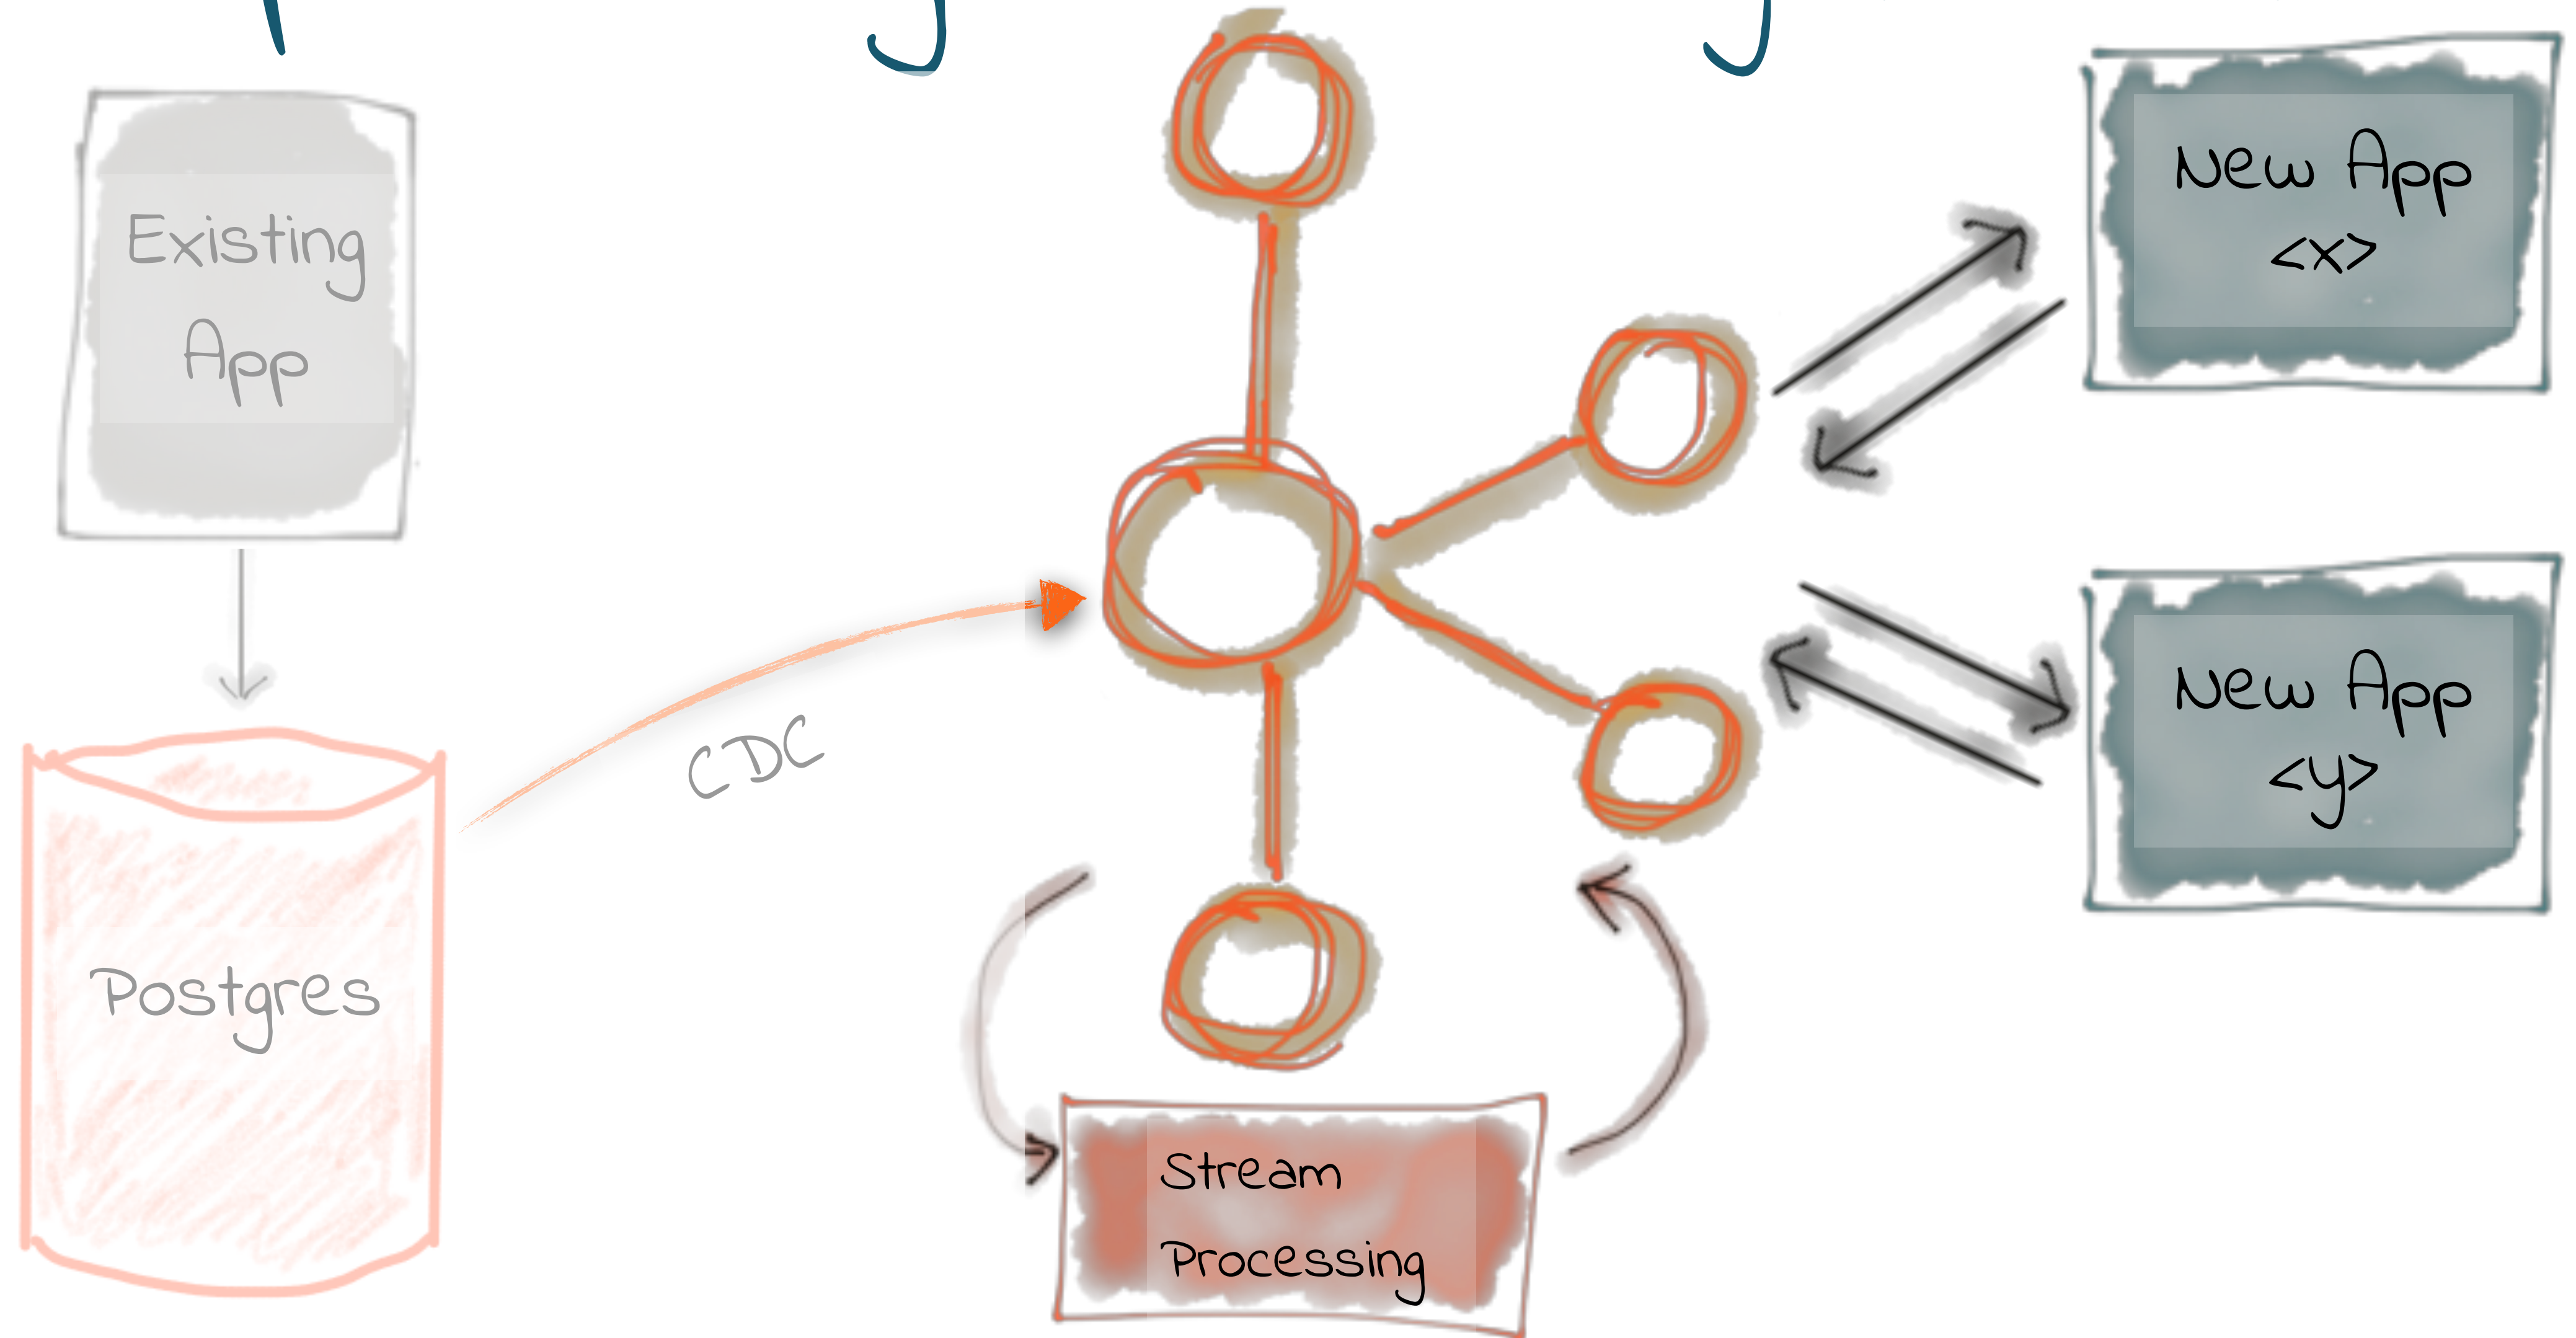 Existing
App
CDC
Postgres
Stream
Processing
New App
<x>
New App
<y>